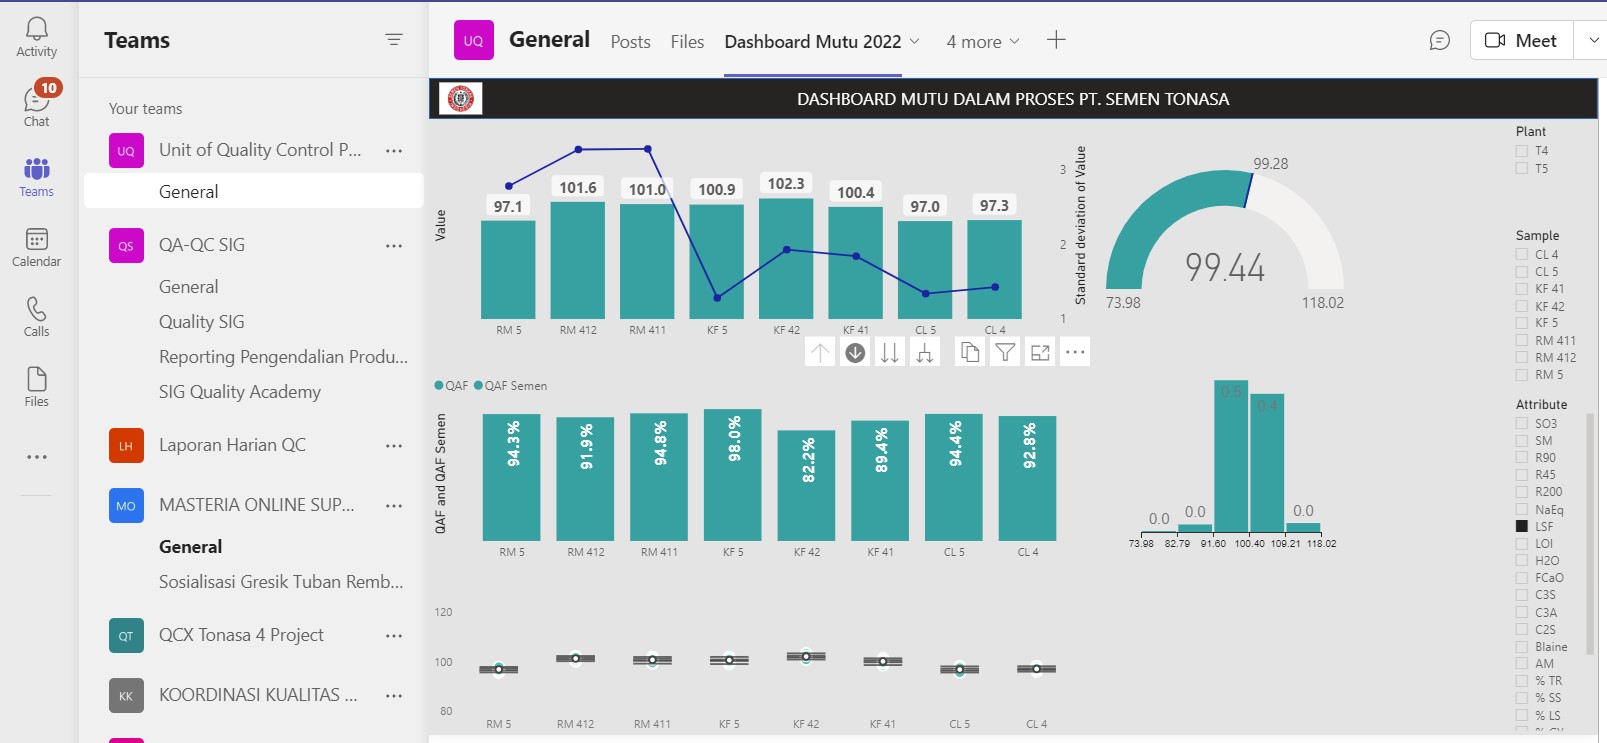 Activity
10
Chat
Teams
Calendar
Calls
Files
Teams
Your teams
UQ Unit of Quality Control P...
General
QS QA-QC SIG
General
Quality SIG
Reporting Pengendalian Produ...
SIG Quality Academy
LH Laporan Harian QC
MO MASTERIA ONLINE SUP...
General
Sosialisasi Gresik Tuban Remb...
QT QCX Tonasa 4 Project
KK KOORDINASI KUALITAS ...
UQ General Posts Files Dashboard Mutu 2022 4 more Meet
DASHBOARD MUTU DALAM PROSES PT. SEMEN TONASA
Value
97.1 101.6 101.0 100.9 102.3 100.4 97.0 97.3
RM 5 RM 412 RM 411 KF 5 KF 42 KF 41 CL 5 CL 4
3
2
1
Standard deviation of Value
99.28
99.44
73.98 118.02
QAF QAF Semen
QAF and QAF Semen
94.3% 91.9% 94.8% 98.0% 82.2% 89.4% 94.4% 92.8%
RM 5 RM 412 RM 411 KF 5 KF 42 KF 41 CL 5 CL 4
0.0 0.0 0.5 0.4 0.0
73.98 82.79 91.60 100.40 109.21 118.02
120
100
80
RM 5 RM 412 RM 411 KF 5 KF 42 KF 41 CL 5 CL 4
Plant
T4
T5
Sample
CL 4
CL 5
KF 41
KF 42
KF 5
RM 411
RM 412
RM 5
Attribute
SO3
SM
R90
R45
R200
NaEq
LSF
LOI
H2O
FCaO
C3S
C3A
C2S
Blaine
AM
% TR
% SS
% LS